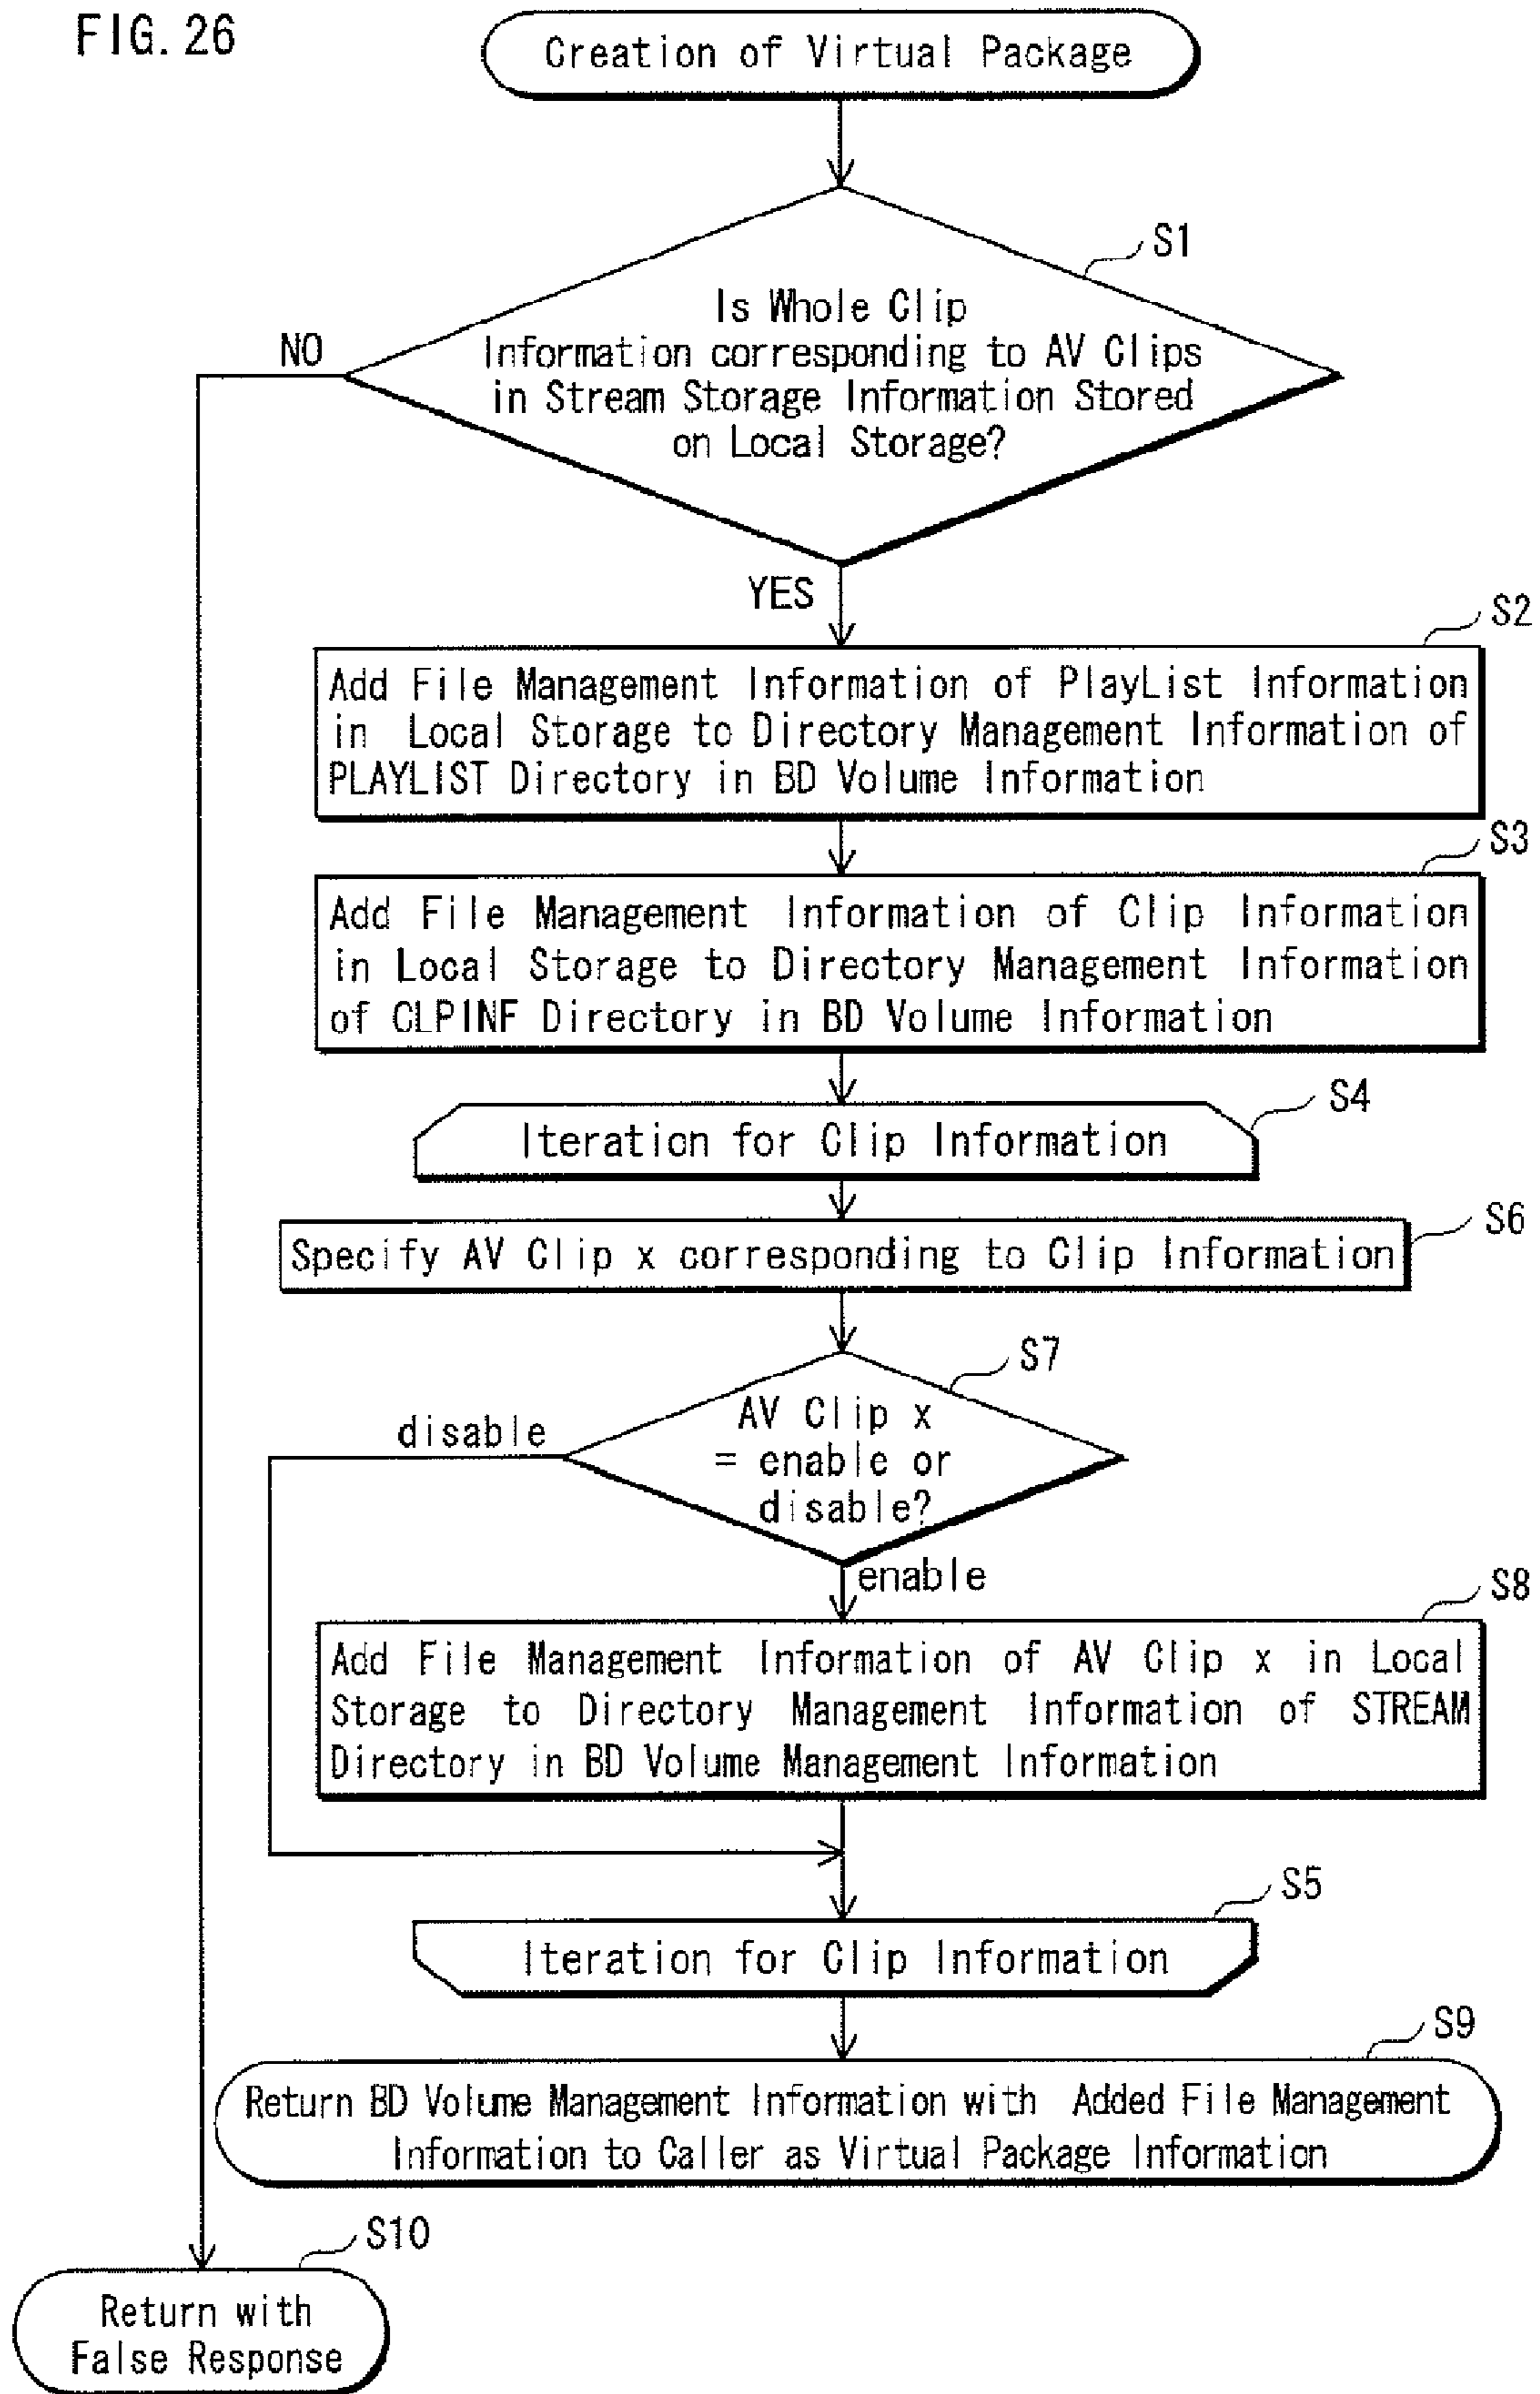 FIG. 26
Creation of Virtual Package
S1
Is Whole Clip
Information corresponding to AV Clips
in Stream Storage Information Stored
on Local Storage?
NO
YES
S2
Add File Management Information of PlayList Information
in Local Storage to Directory Management Information of
PLAYLIST Directory in BD Volume Information
S3
Add File Management Information of Clip Information
in Local Storage to Directory Management Information
of CLPINF Directory in BD Volume Information
S4
Iteration for Clip Information
S6
Specify AV Clip x corresponding to Clip Information
S7
AV Clip x
= enable or
disable?
disable
enable
S8
Add File Management Information of AV Clip x in Local
Storage to Directory Management Information of STREAM
Directory in BD Volume Management Information
S5
Iteration for Clip Information
S9
Return BD Volume Management Information with Added File Management
Information to Caller as Virtual Package Information
S10
Return with
False Response